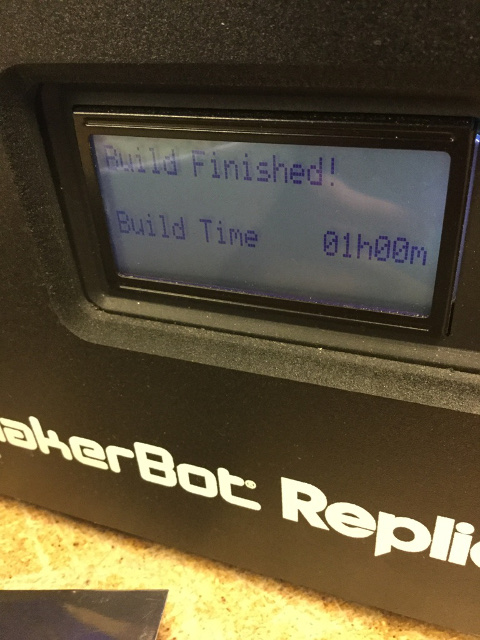 Build Finished!
Build Time 01h00m
akerBot® Replic